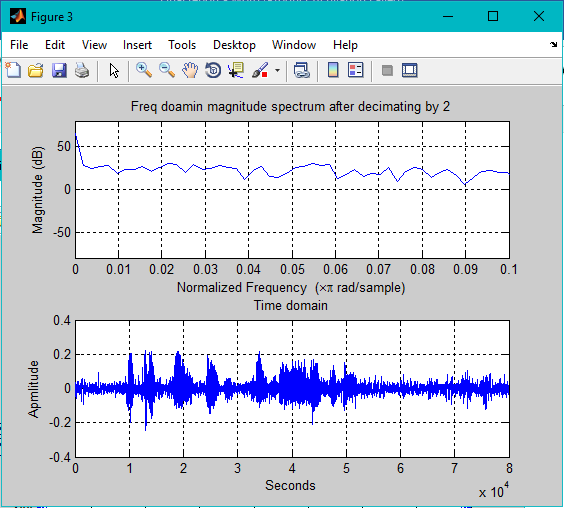 Figure 3
File Edit View Insert Tools Desktop Window Help
Freq doamin magnitude spectrum after decimating by 2
Magnitude (dB)
50
0
-50
0 0.01 0.02 0.03 0.04 0.05 0.06 0.07 0.08 0.09 0.1
Normalized Frequency (×π rad/sample)
Time domain
Apmlitude
0.4
0.2
0
-0.2
-0.4
0 1 2 3 4 5 6 7 8
Seconds
x 10⁴